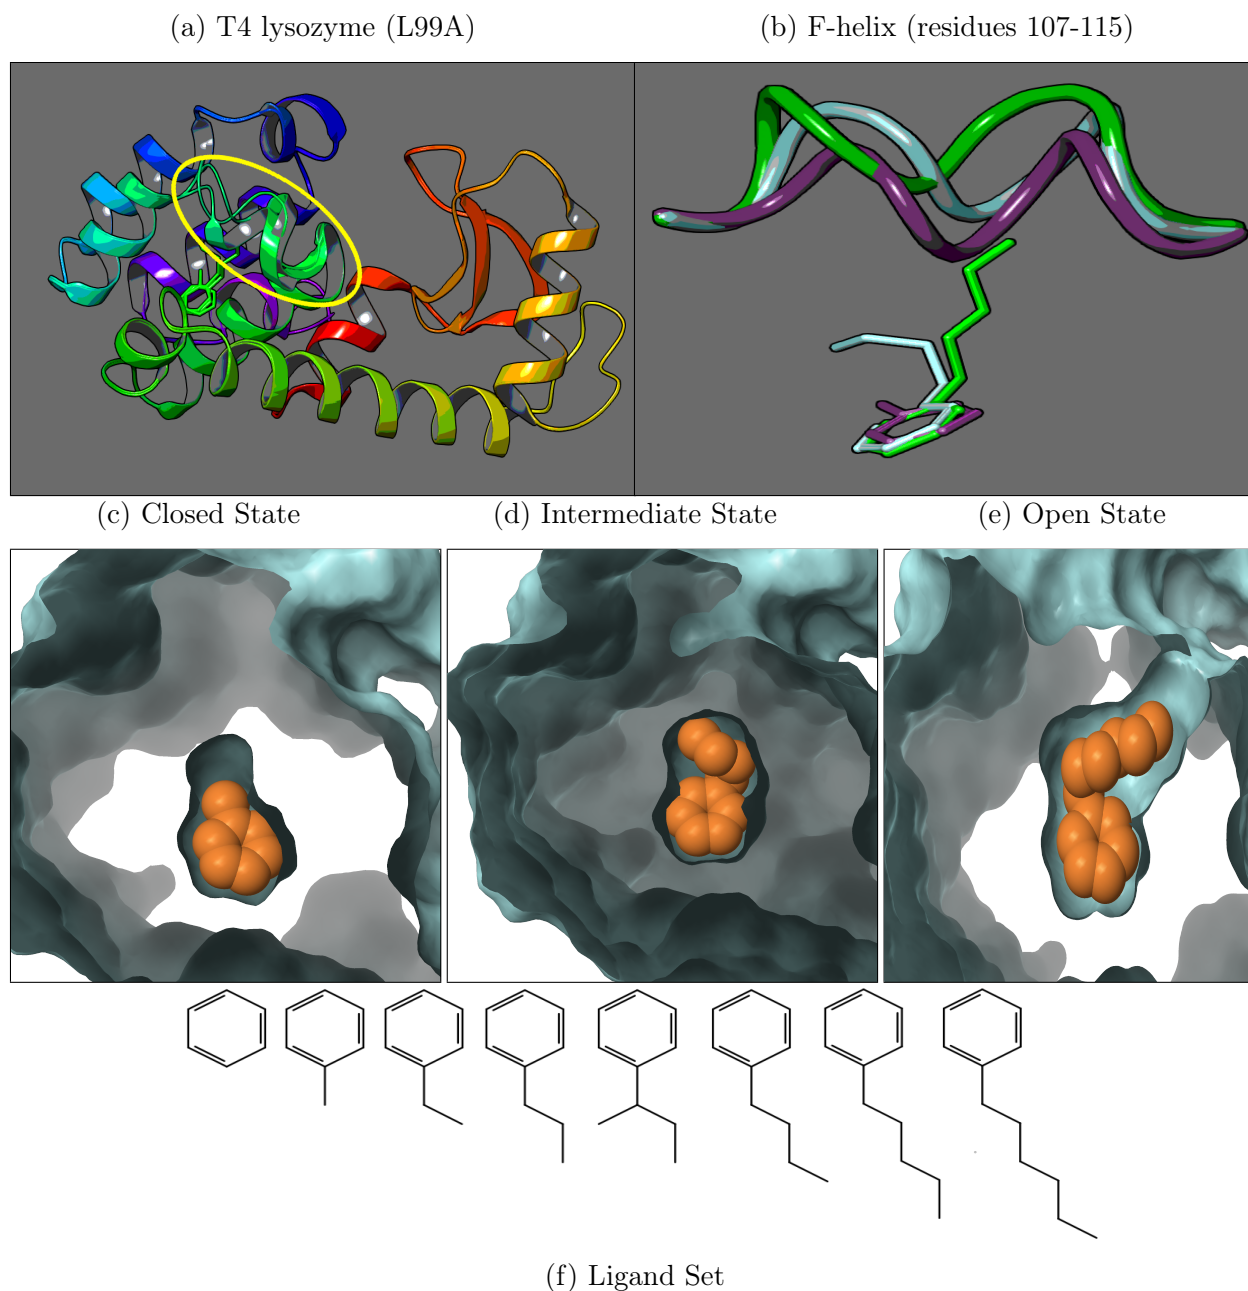 (a) T4 lysozyme (L99A)
(b) F-helix (residues 107-115)
(c) Closed State
(d) Intermediate State
(e) Open State
(f) Ligand Set